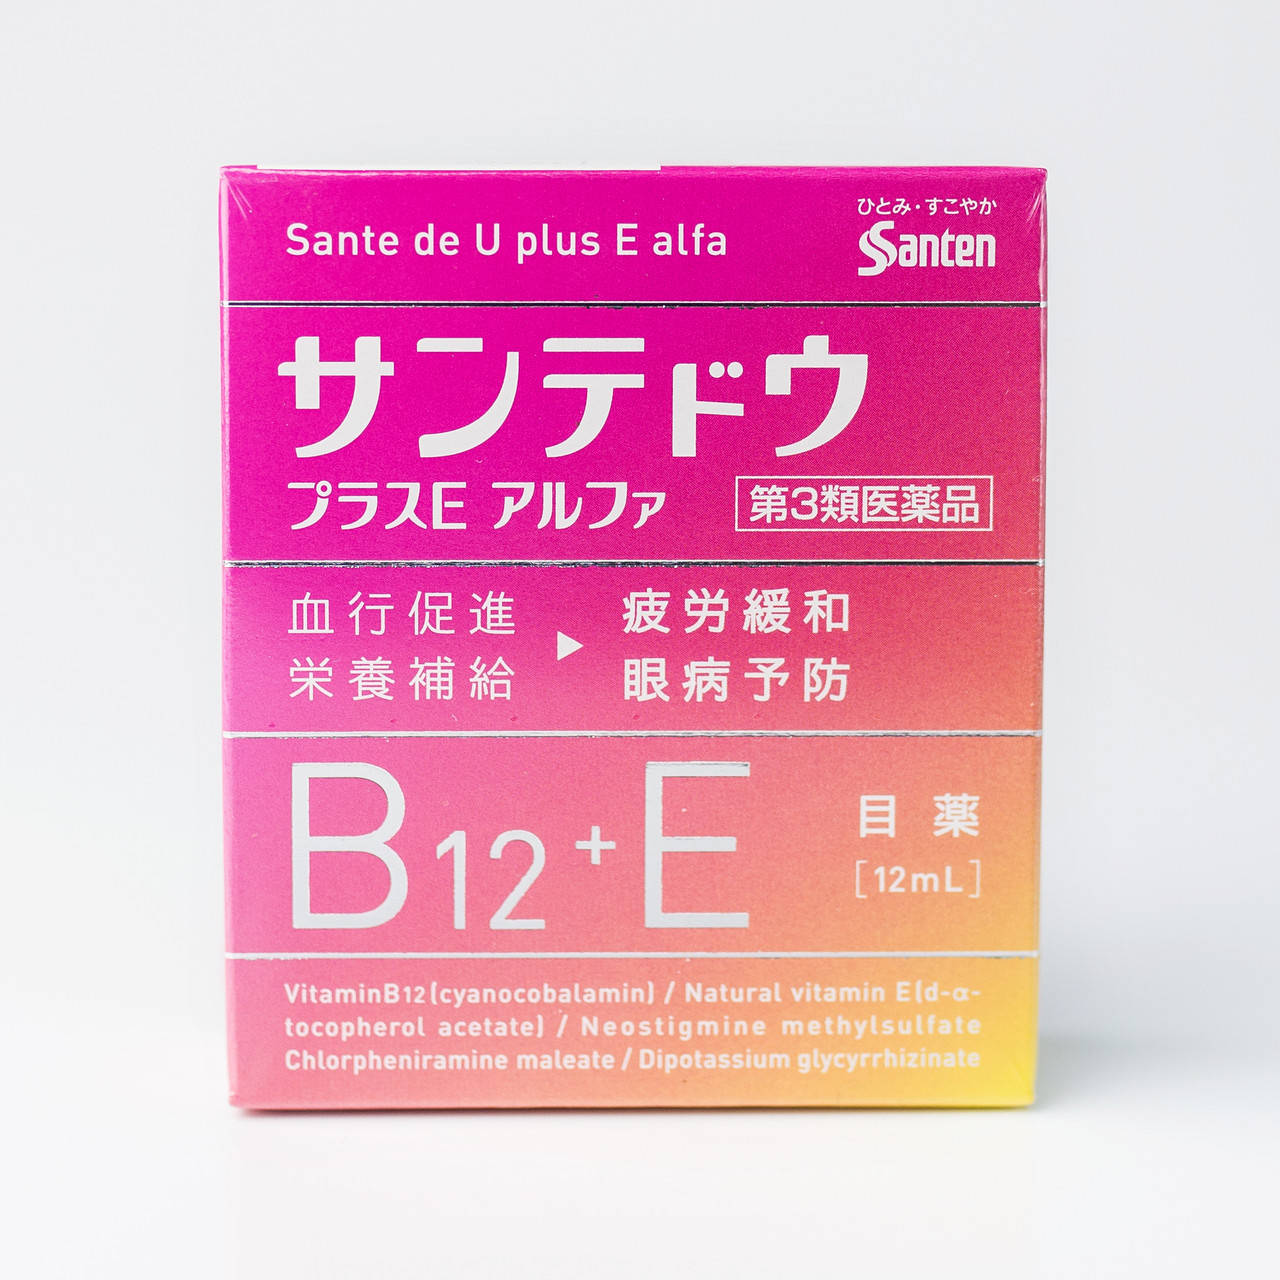 Sante de U plus E alfa
ひとみ・すこやか
Santen
サンテドウ
プラスE アルファ
第3類医薬品
血行促進
栄養補給
▶
疲労緩和
眼病予防
B12+E
目薬
[12mL]
VitaminB12(cyanocobalamin) / Natural vitamin E(d-α-
tocopherol acetate) / Neostigmine methylsulfate
Chlorpheniramine maleate / Dipotassium glycyrrhizinate